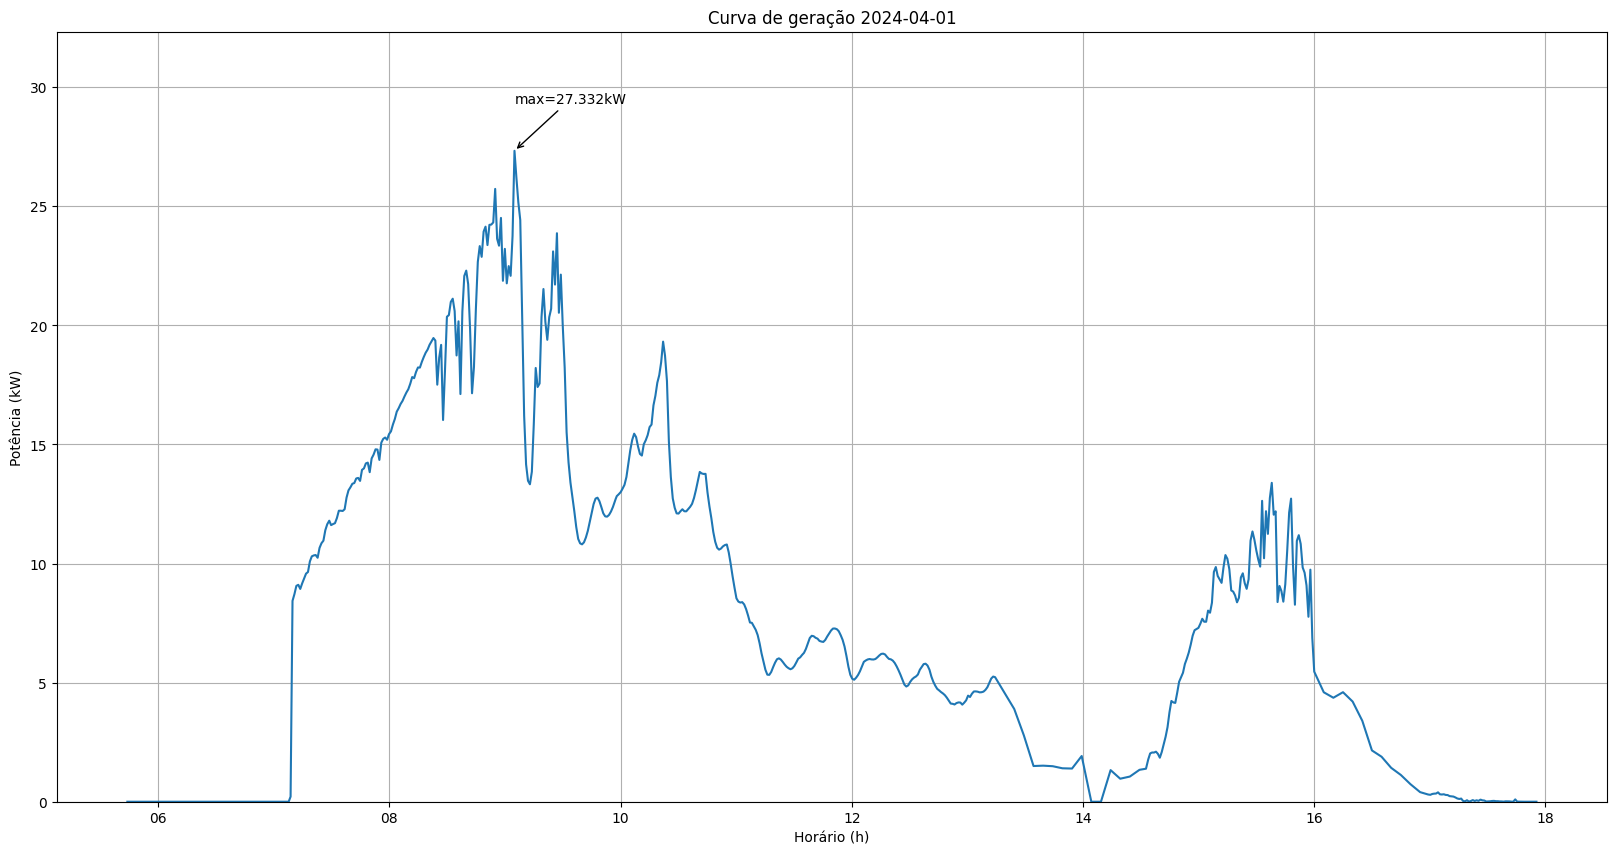 Curva de geração 2024-04-01
max=27.332kW
Potência (kW)
30
25
20
15
10
5
0
06 08 10 12 14 16 18
Horário (h)